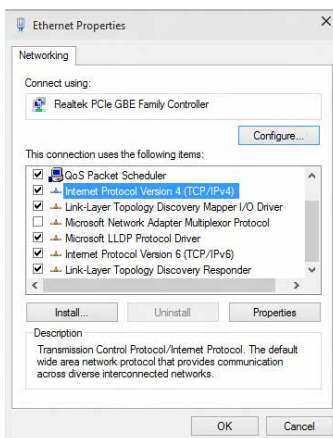 Ethernet Properties
Networking
Connect using:
Realtek PCIe GBE Family Controller
Configure...
This connection uses the following items:
QoS Packet Scheduler
Internet Protocol Version 4 (TCP/IPv4)
Link-Layer Topology Discovery Mapper I/O Driver
Microsoft Network Adapter Multiplexor Protocol
Microsoft LLDP Protocol Driver
Internet Protocol Version 6 (TCP/IPv6)
Link-Layer Topology Discovery Responder
Install...
Uninstall
Properties
Description
Transmission Control Protocol/Internet Protocol. The default
wide area network protocol that provides communication
across diverse interconnected networks.
OK
Cancel